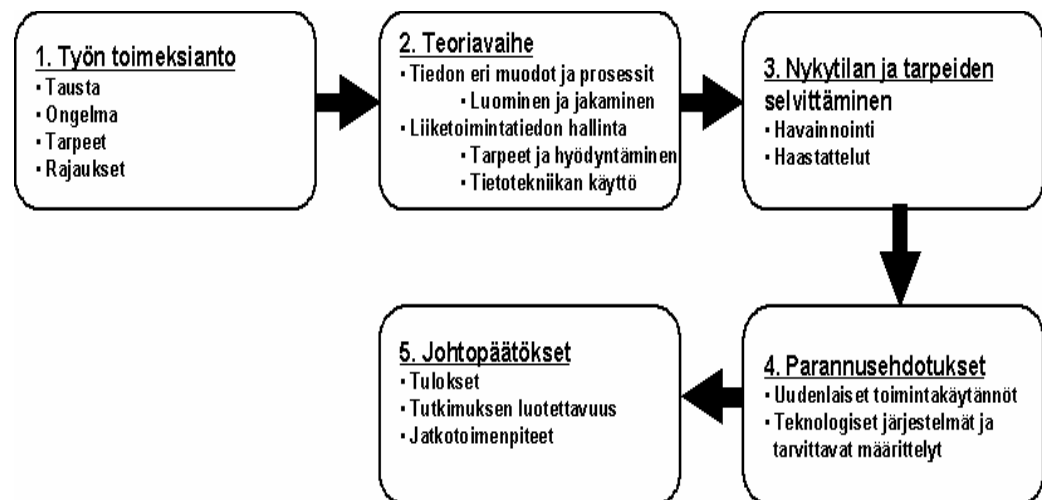 1. Työn toimeksianto
▪ Tausta
▪ Ongelma
▪ Tarpeet
▪ Rajaukset
2. Teoriavaihe
▪ Tiedon eri muodot ja prosessit
▪ Luominen ja jakaminen
▪ Liiketoimintatiedon hallinta
▪ Tarpeet ja hyödyntäminen
▪ Tietotekniikan käyttö
3. Nykytilan ja tarpeiden
selvittäminen
▪ Havainnointi
▪ Haastattelut
4. Parannusehdotukset
▪ Uudenlaiset toimintakäytännöt
▪ Teknologiset järjestelmät ja
tarvittavat määrittelyt
5. Johtopäätökset
▪ Tulokset
▪ Tutkimuksen luotettavuus
▪ Jatkotoimenpiteet